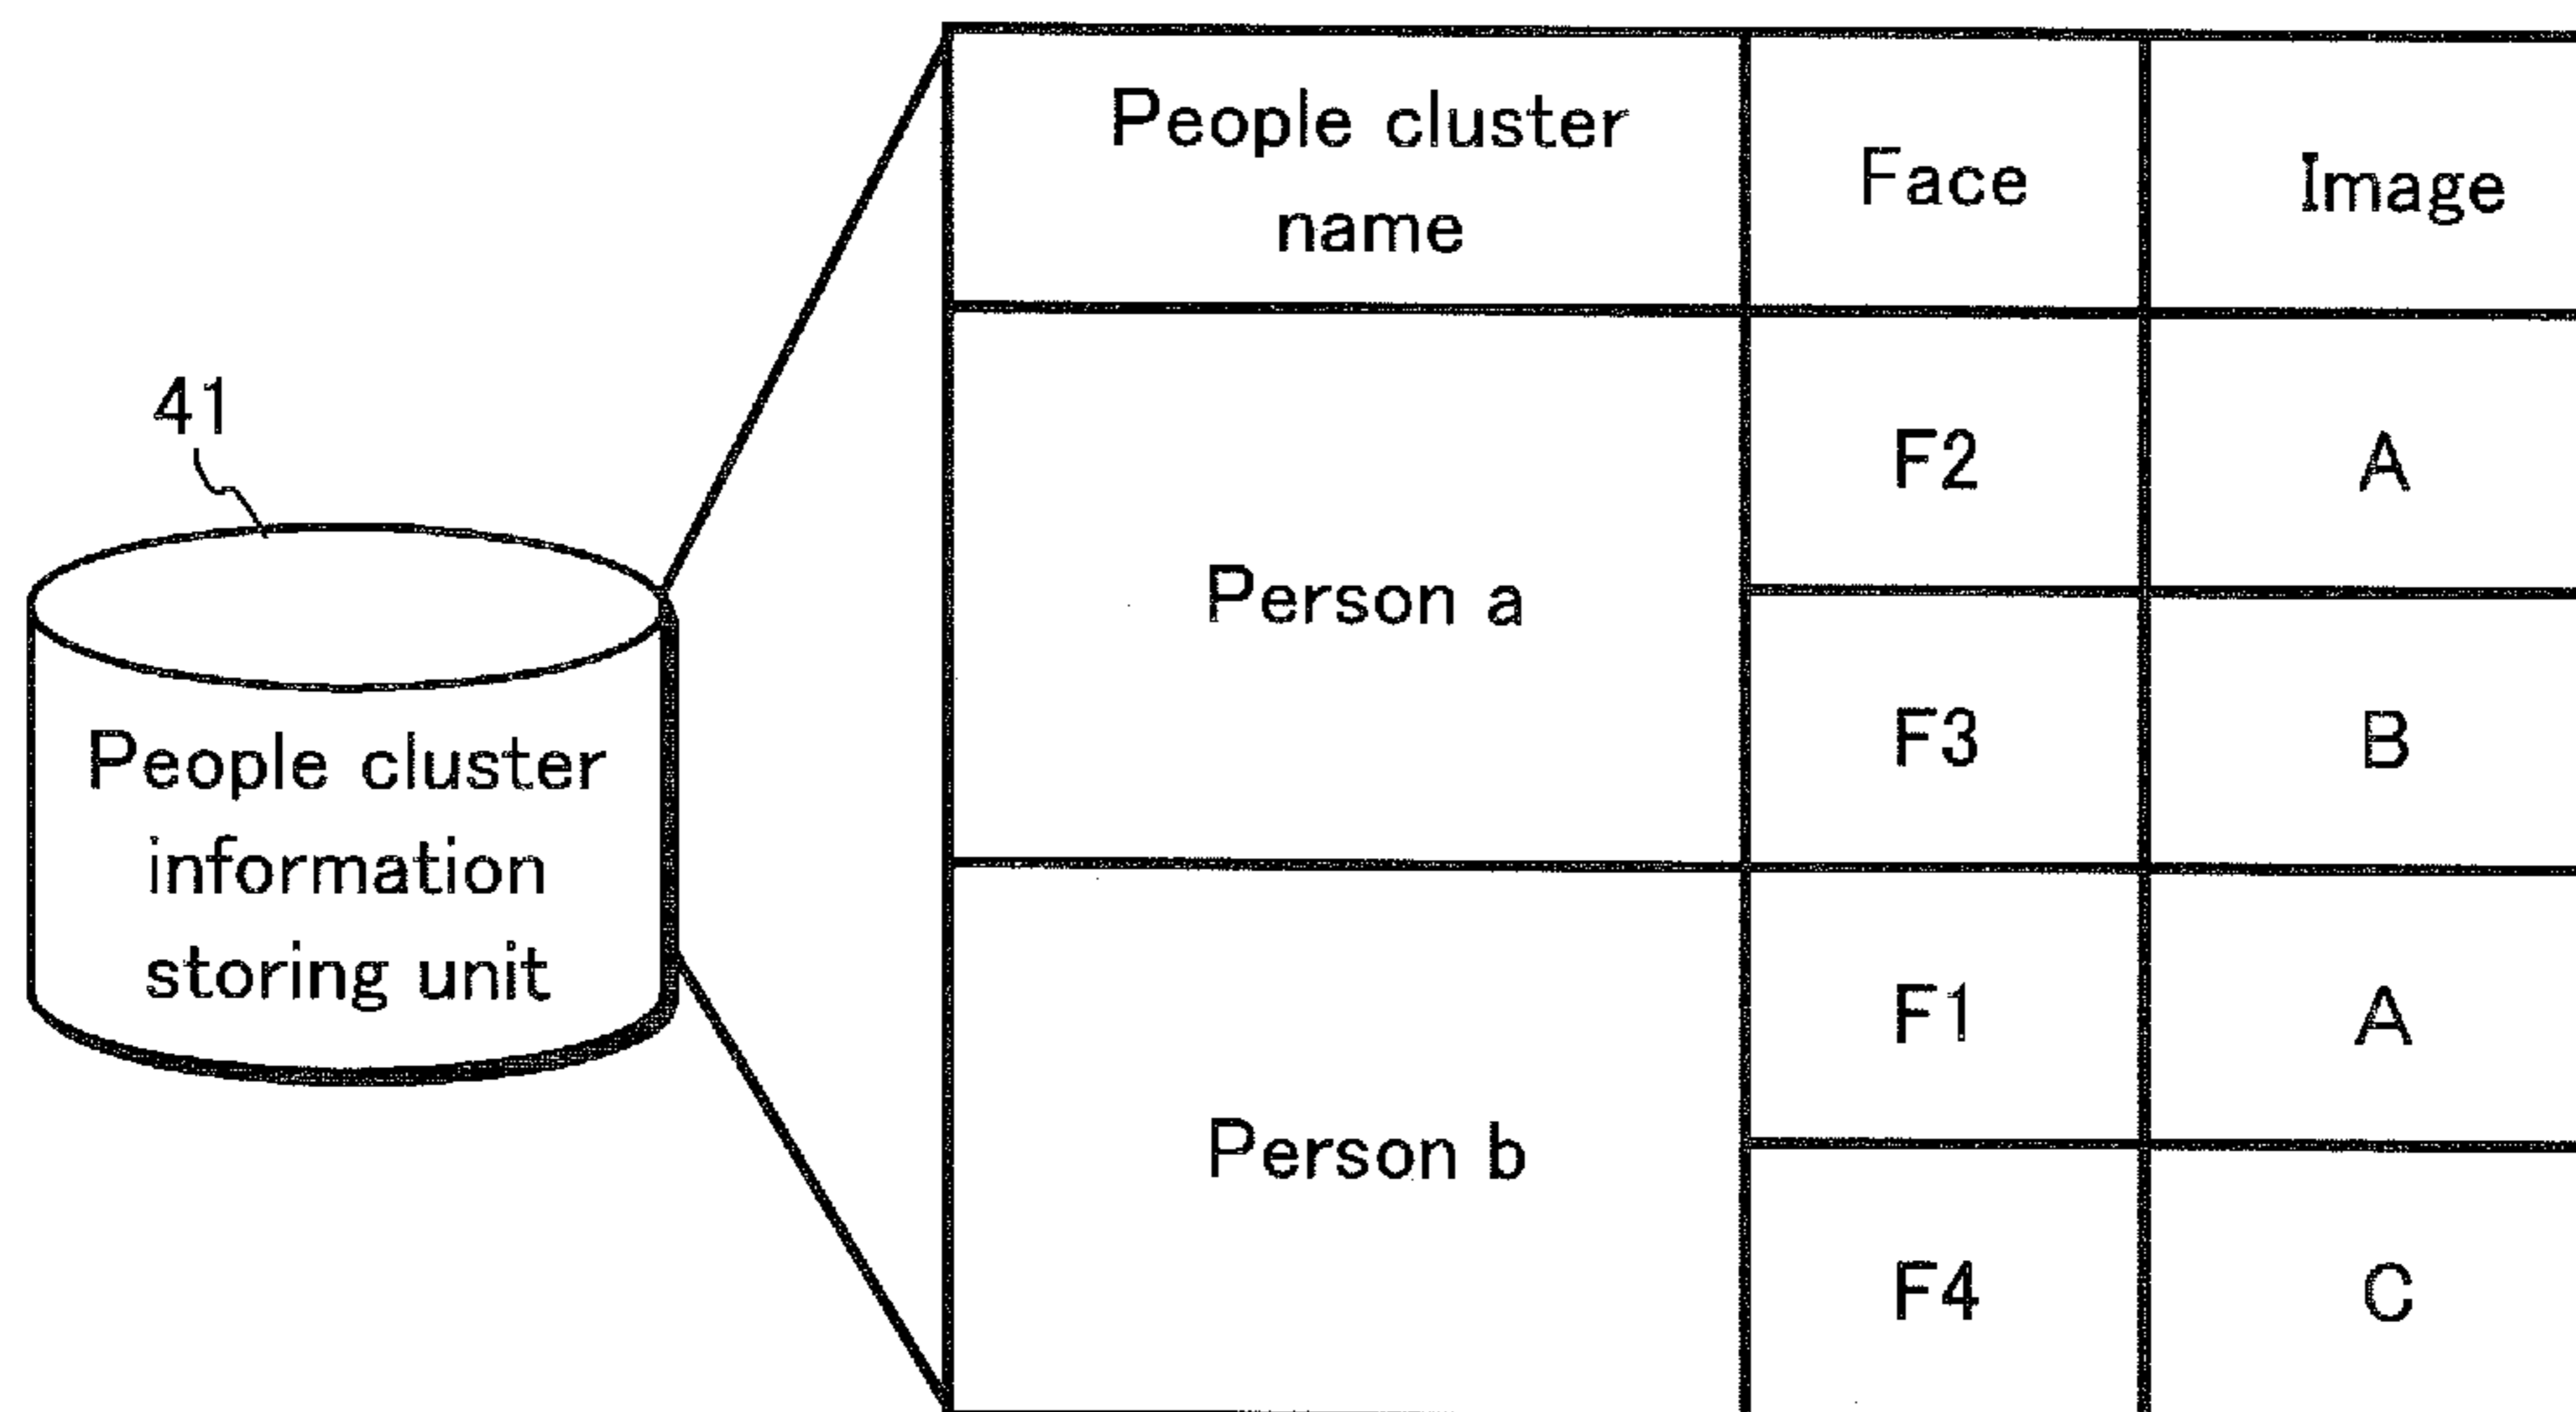 41
People cluster
information
storing unit
People cluster
name
Face
Image
Person a
F2
A
F3
B
Person b
F1
A
F4
C